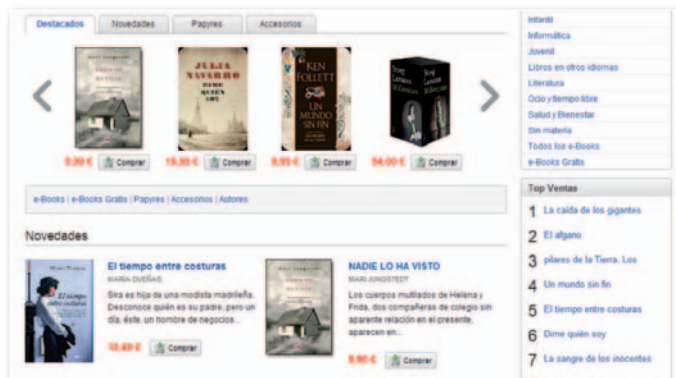 Destacados
Novedades
Papyres
Accesorios
JULIA
NAVARRO
DIME
QUIÉN
SOY
KEN
FOLLETT
UN
MUNDO
SIN FIN
Comprar
Comprar
8,99 € Comprar
Comprar
e-Books | e-Books Gratis | Papyres | Accesorios | Autores
Novedades
El tiempo entre costuras
MARÍA DUEÑAS
Sira es hija de una modista madrileña.
Desconoce quién es su padre, pero un
día, éste, un hombre de negocios...
Comprar
NADIE LO HA VISTO
MARI JUNGSTEDT
Los cuerpos mutilados de Helena y
Frida, dos compañeras de colegio sin
aparente relación en el presente,
aparecen en...
Comprar
Infantil
Informática
Juvenil
Libros en otros idiomas
Literatura
Ocio y tiempo libre
Salud y Bienestar
Sin materia
Todos los e-Books
e-Books Gratis
Top Ventas
1 La caída de los gigantes
2 El afgano
3 pilares de la Tierra, Los
4 Un mundo sin fin
5 El tiempo entre costuras
6 Dime quién soy
7 La sangre de los inocentes